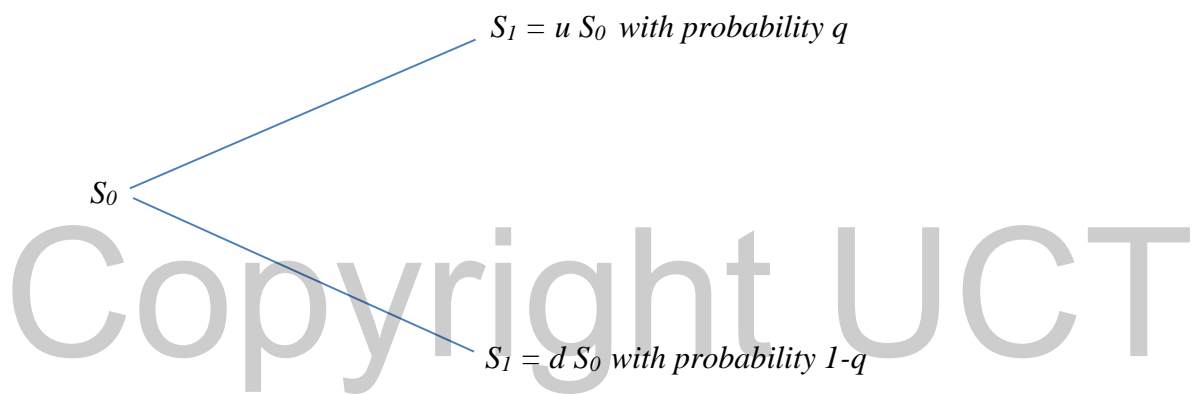 S1 = u S0 with probability q
S0
Copyright UCT
S1 = d S0 with probability 1-q